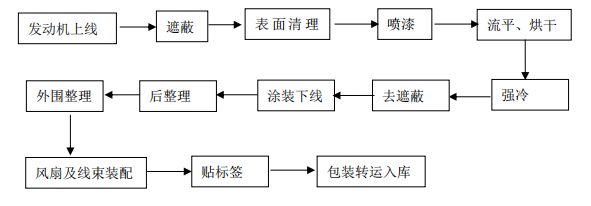 发动机上线
遮蔽
表面清理
喷漆
流平、烘干
强冷
去遮蔽
涂装下线
后整理
外围整理
风扇及线束装配
贴标签
包装转运入库